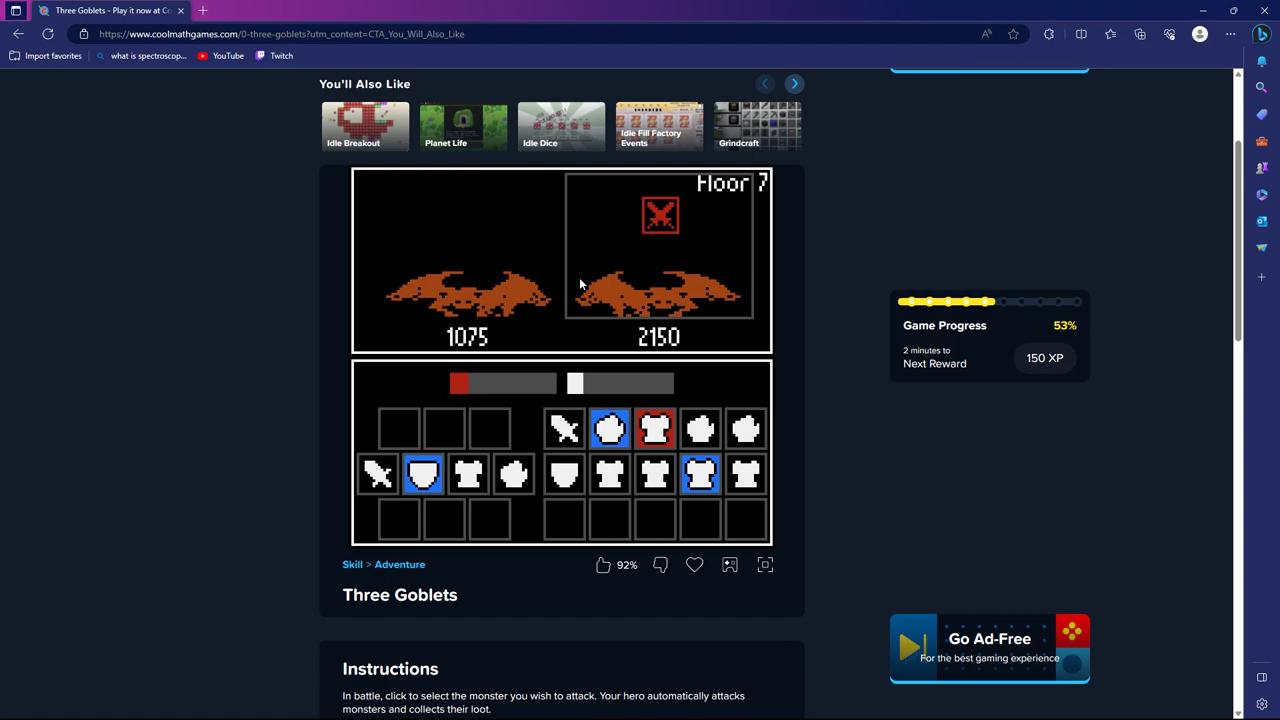 Three Goblets - Play it now at Co
https://www.coolmathgames.com/0-three-goblets?utm_content=CTA_You_Will_Also_Like
Import favorites
what is spectroscop...
YouTube
Twitch
You'll Also Like
Idle Breakout
Planet Life
Idle Dice
Idle Fill Factory
Events
Grindcraft
Floor 7
1075
2150
Game Progress
53%
2 minutes to
Next Reward
150 XP
Skill > Adventure
92%
Three Goblets
Go Ad-Free
For the best gaming experience
Instructions
In battle, click to select the monster you wish to attack. Your hero automatically attacks
monsters and collects their loot.